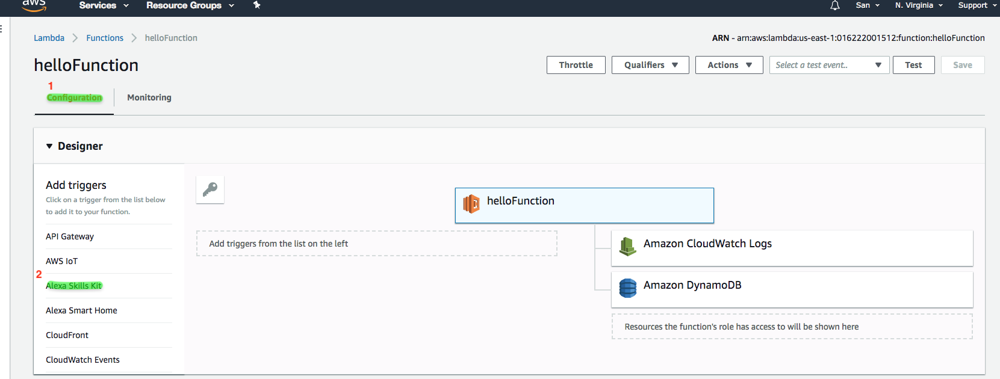 aws Services Resource Groups San N. Virginia Support
Lambda Functions helloFunction ARN - arn:aws:lambda:us-east-1:016222001512:function:helloFunction
helloFunction Throttle Qualifiers Actions Select a test event.. Test Save
1
Configuration Monitoring
Designer
Add triggers
Click on a trigger from the list below
to add it to your function.
API Gateway
AWS IoT
2
Alexa Skills Kit
Alexa Smart Home
CloudFront
CloudWatch Events
Add triggers from the list on the left
helloFunction
Amazon CloudWatch Logs
Amazon DynamoDB
Resources the function's role has access to will be shown here